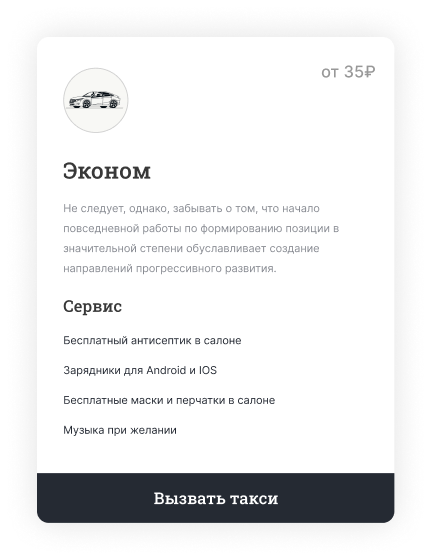 от 35₽
Эконом
Не следует, однако, забывать о том, что начало
повседневной работы по формированию позиции в
значительной степени обуславливает создание
направлений прогрессивного развития.
Сервис
Бесплатный антисептик в салоне
Зарядники для Android и IOS
Бесплатные маски и перчатки в салоне
Музыка при желании
Вызвать такси